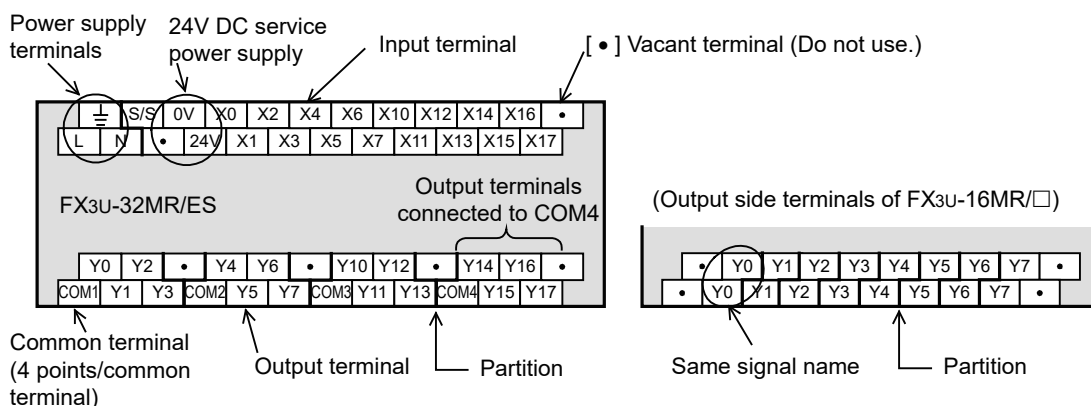 Power supply
terminals
24V DC service
power supply
Input terminal
[ • ] Vacant terminal (Do not use.)
⏚ S/S 0V X0 X2 X4 X6 X10 X12 X14 X16 •
L N • 24V X1 X3 X5 X7 X11 X13 X15 X17
FX3U-32MR/ES
Output terminals
connected to COM4
Y0 Y2 • Y4 Y6 • Y10 Y12 • Y14 Y16 •
COM1 Y1 Y3 COM2 Y5 Y7 COM3 Y11 Y13 COM4 Y15 Y17
Common terminal
(4 points/common
terminal)
Output terminal
Partition
(Output side terminals of FX3U-16MR/□)
• Y0 Y1 Y2 Y3 Y4 Y5 Y6 Y7 •
• Y0 Y1 Y2 Y3 Y4 Y5 Y6 Y7 •
Same signal name
Partition